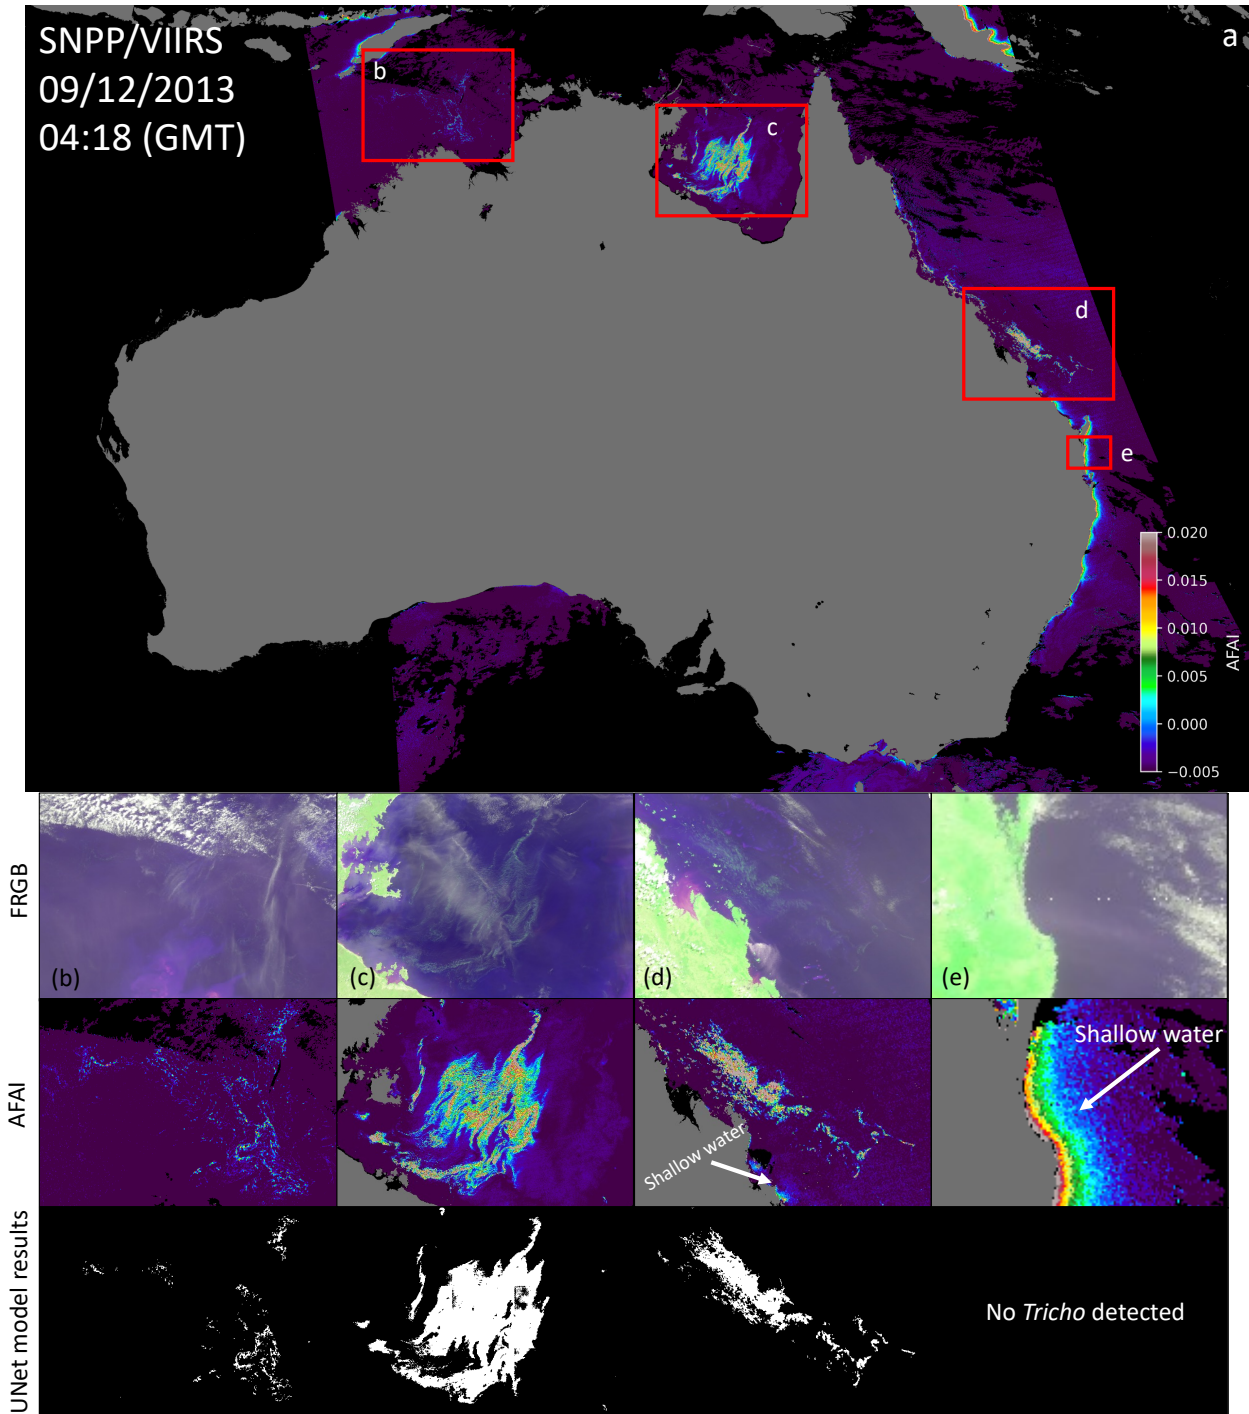 SNPP/VIIRS
09/12/2013
04:18 (GMT)
a
b
c
d
e
0.020
0.015
0.010
0.005
0.000
−0.005
AFAI
FRGB
(b)
(c)
(d)
(e)
AFAI
Shallow water
Shallow water
UNet model results
No Tricho detected